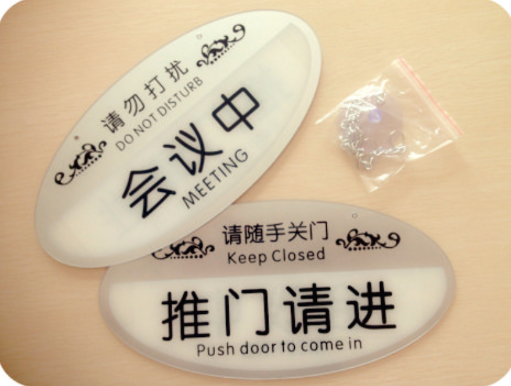 请勿打扰
DO NOT DISTURB
会议中
MEETING
请随手关门
Keep Closed
推门请进
Push door to come in